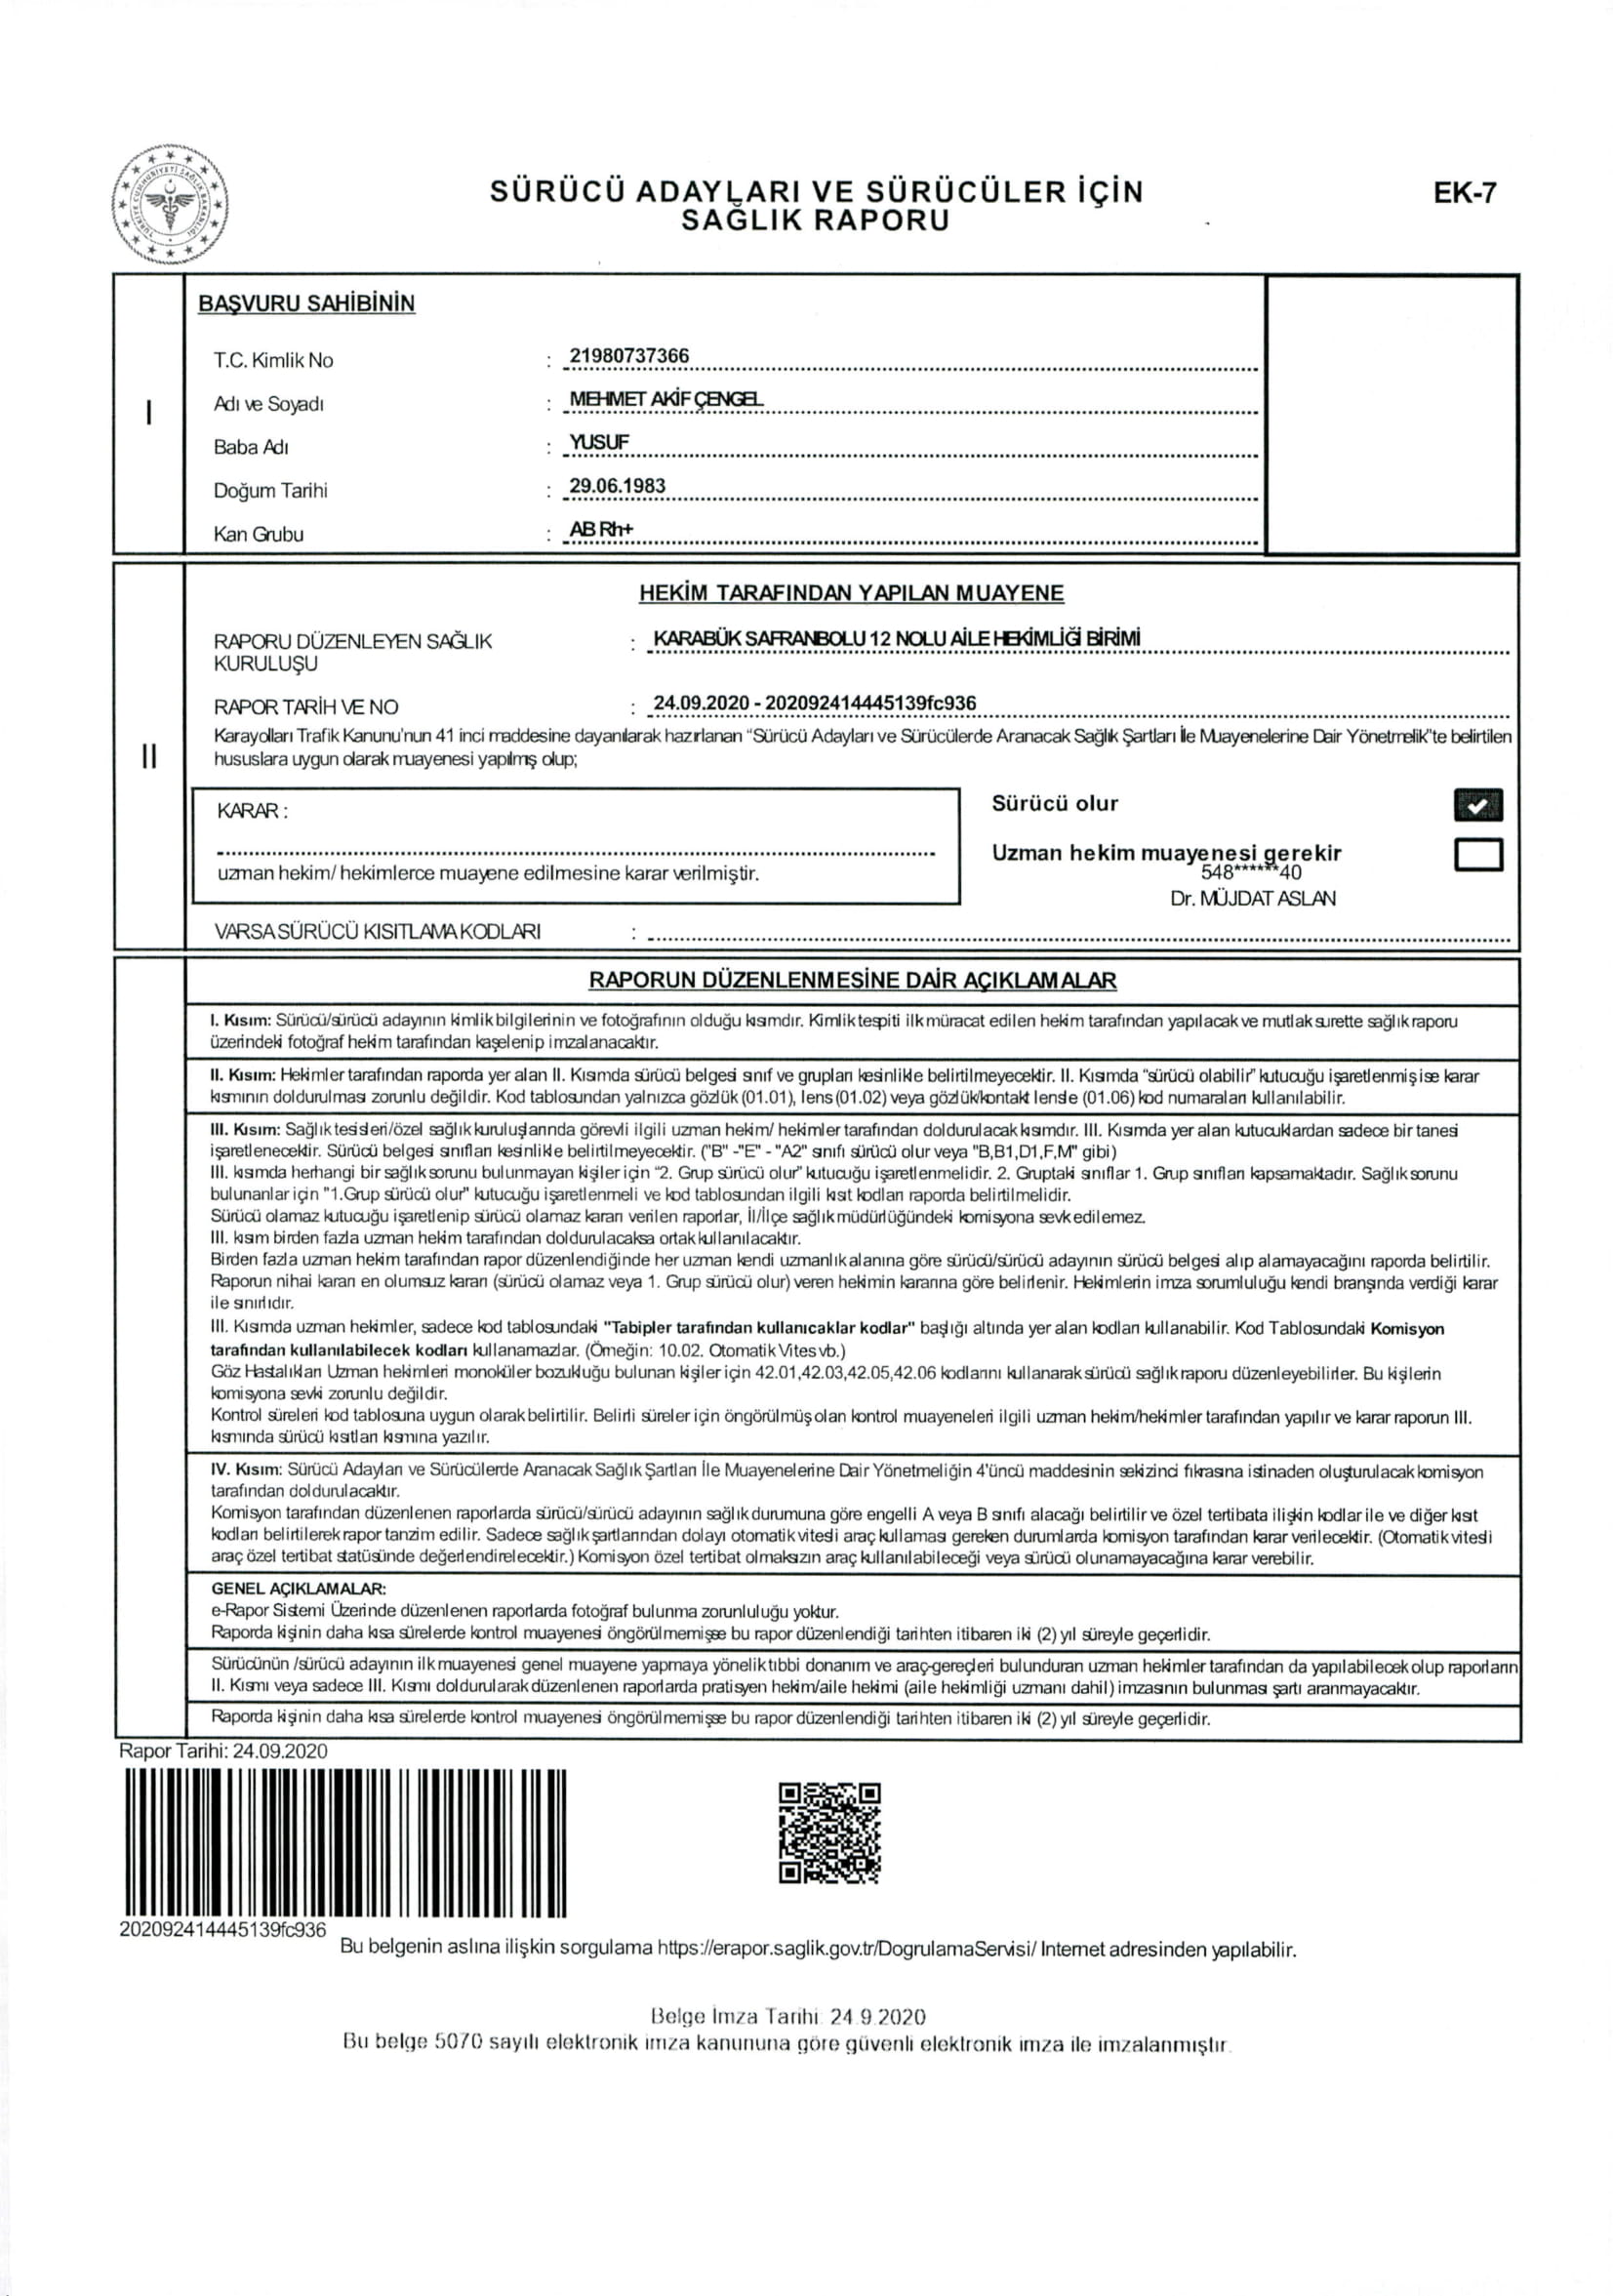 SÜRÜCÜ ADAYLARI VE SÜRÜCÜLER İÇİN
SAĞLIK RAPORU
EK-7
I
BAŞVURU SAHİBİNİN
T.C. Kimlik No : 21980737366
Adı ve Soyadı : MEHMET AKİF ÇENGEL
Baba Adı : YUSUF
Doğum Tarihi : 29.06.1983
Kan Grubu : AB Rh+
II
HEKİM TARAFINDAN YAPILAN MUAYENE
RAPORU DÜZENLEYEN SAĞLIK : KARABÜK SAFRANBOLU 12 NOLU AİLE HEKİMLİĞİ BİRİMİ
KURULUŞU
RAPOR TARİH VE NO : 24.09.2020 - 202092414445139fc936
Karayolları Trafik Kanunu'nun 41 inci maddesine dayanılarak hazırlanan "Sürücü Adayları ve Sürücülerde Aranacak Sağlık Şartları İle Muayenelerine Dair Yönetmelik"te belirtilen
hususlara uygun olarak muayenesi yapılmış olup;
KARAR :
uzman hekim/ hekimlerce muayene edilmesine karar verilmiştir.
Sürücü olur
Uzman hekim muayenesi gerekir
548******40
Dr. MÜJDAT ASLAN
VARSA SÜRÜCÜ KISITLAMA KODLARI :
RAPORUN DÜZENLENMESİNE DAİR AÇIKLAMALAR
I. Kısım: Sürücü/sürücü adayının kimlik bilgilerinin ve fotoğrafının olduğu kısımdır. Kimlik tespiti ilk müracat edilen hekim tarafından yapılacak ve mutlak surette sağlık raporu
üzerindeki fotoğraf hekim tarafından kaşelenip imzalanacaktır.
II. Kısım: Hekimler tarafından raporda yer alan II. Kısımda sürücü belgesi sınıf ve grupları kesinlikle belirtilmeyecektir. II. Kısımda "sürücü olabilir" kutucuğu işaretlenmiş ise karar
kısmının doldurulması zorunlu değildir. Kod tablosundan yalnızca gözlük (01.01), lens (01.02) veya gözlük/kontakt lensle (01.06) kod numaraları kullanılabilir.
III. Kısım: Sağlık tesisleri/özel sağlık kuruluşlarında görevli ilgili uzman hekim/ hekimler tarafından doldurulacak kısımdır. III. Kısımda yer alan kutucuklardan sadece bir tanesi
işaretlenecektir. Sürücü belgesi sınıfları kesinlikle belirtilmeyecektir. ("B" -"E" - "A2" sınıfı sürücü olur veya "B,B1,D1,F,M" gibi)
III. kısımda herhangi bir sağlık sorunu bulunmayan kişiler için "2. Grup sürücü olur" kutucuğu işaretlenmelidir. 2. Gruptaki sınıflar 1. Grup sınıfları kapsamaktadır. Sağlık sorunu
bulunanlar için "1.Grup sürücü olur" kutucuğu işaretlenmeli ve kod tablosundan ilgili kısıt kodları raporda belirtilmelidir.
Sürücü olamaz kutucuğu işaretlenip sürücü olamaz kararı verilen raporlar, İl/İlçe sağlık müdürlüğündeki komisyona sevk edilemez.
III. kısım birden fazla uzman hekim tarafından doldurulacaksa ortak kullanılacaktır.
Birden fazla uzman hekim tarafından rapor düzenlendiğinde her uzman kendi uzmanlık alanına göre sürücü/sürücü adayının sürücü belgesi alıp alamayacağını raporda belirtilir.
Raporun nihai kararı en olumsuz kararı (sürücü olamaz veya 1. Grup sürücü olur) veren hekimin kararına göre belirlenir. Hekimlerin imza sorumluluğu kendi branşında verdiği karar
ile sınırlıdır.
III. Kısımda uzman hekimler, sadece kod tablosundaki "Tabipler tarafından kullanıcaklar kodlar" başlığı altında yer alan kodları kullanabilir. Kod Tablosundaki Komisyon
tarafından kullanılabilecek kodları kullanamazlar. (Örneğin: 10.02. Otomatik Vites vb.)
Göz Hastalıkları Uzman hekimleri monoküler bozukluğu bulunan kişiler için 42.01,42.03,42.05,42.06 kodlarını kullanarak sürücü sağlık raporu düzenleyebilirler. Bu kişilerin
komisyona sevki zorunlu değildir.
Kontrol süreleri kod tablosuna uygun olarak belirtilir. Belirli süreler için öngörülmüş olan kontrol muayeneleri ilgili uzman hekim/hekimler tarafından yapılır ve karar raporun III.
kısmında sürücü kısıtları kısmına yazılır.
IV. Kısım: Sürücü Adayları ve Sürücülerde Aranacak Sağlık Şartları İle Muayenelerine Dair Yönetmeliğin 4'üncü maddesinin sekizinci fıkrasına istinaden oluşturulacak komisyon
tarafından doldurulacaktır.
Komisyon tarafından düzenlenen raporlarda sürücü/sürücü adayının sağlık durumuna göre engelli A veya B sınıfı alacağı belirtilir ve özel tertibata ilişkin kodlar ile ve diğer kısıt
kodları belirtilerek rapor tanzim edilir. Sadece sağlık şartlarından dolayı otomatik vitesli araç kullaması gereken durumlarda komisyon tarafından karar verilecektir. (Otomatik vitesli
araç özel tertibat statüsünde değerlendirelecektir.) Komisyon özel tertibat olmaksızın araç kullanılabileceği veya sürücü olunamayacağına karar verebilir.
GENEL AÇIKLAMALAR:
e-Rapor Sistemi Üzerinde düzenlenen raporlarda fotoğraf bulunma zorunluluğu yoktur.
Raporda kişinin daha kısa sürelerde kontrol muayenesi öngörülmemişse bu rapor düzenlendiği tarihten itibaren iki (2) yıl süreyle geçerlidir.
Sürücünün /sürücü adayının ilk muayenesi genel muayene yapmaya yönelik tıbbi donanım ve araç-gereçleri bulunduran uzman hekimler tarafından da yapılabilecek olup raporların
II. Kısmı veya sadece III. Kısmı doldurularak düzenlenen raporlarda pratisyen hekim/aile hekimi (aile hekimliği uzmanı dahil) imzasının bulunması şartı aranmayacaktır.
Raporda kişinin daha kısa sürelerde kontrol muayenesi öngörülmemişse bu rapor düzenlendiği tarihten itibaren iki (2) yıl süreyle geçerlidir.
Rapor Tarihi: 24.09.2020
202092414445139fc936
Bu belgenin aslına ilişkin sorgulama https://erapor.saglik.gov.tr/DogrulamaServisi/ Internet adresinden yapılabilir.
Belge İmza Tarihi: 24.9.2020
Bu belge 5070 sayılı elektronik imza kanununa göre güvenli elektronik imza ile imzalanmıştır.